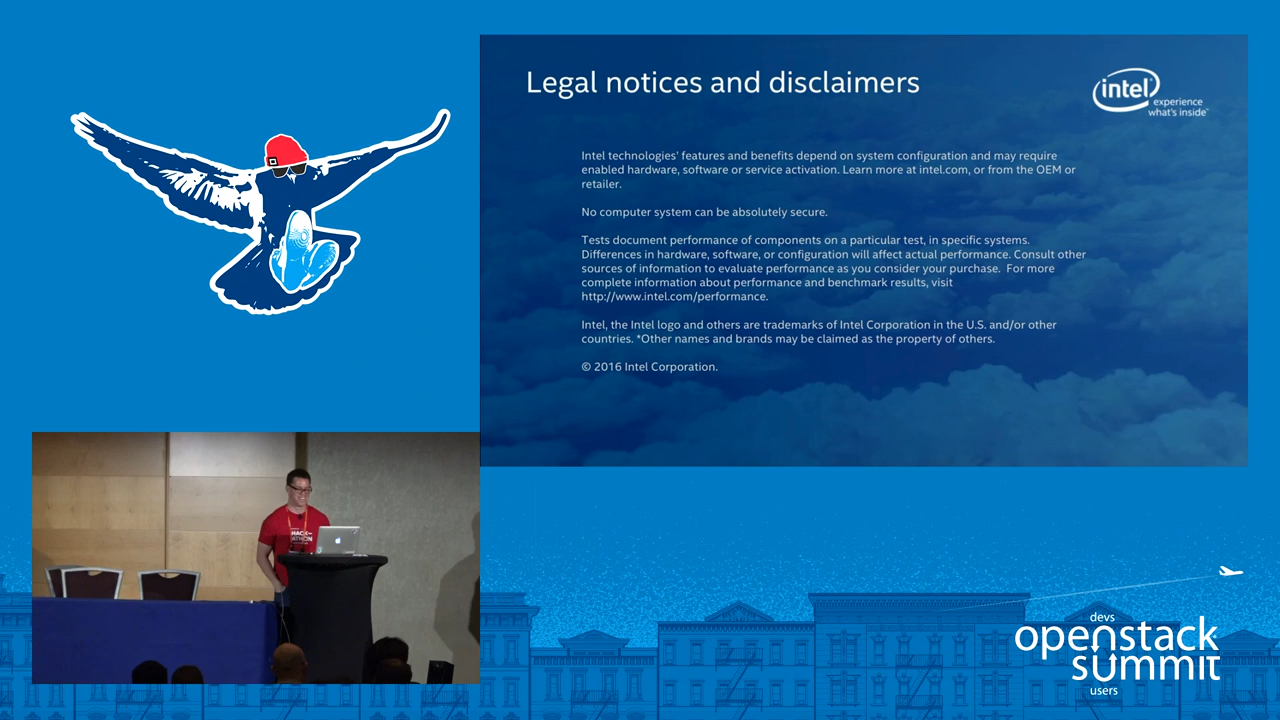 Legal notices and disclaimers
intel
experience
what's inside™
Intel technologies' features and benefits depend on system configuration and may require
enabled hardware, software or service activation. Learn more at intel.com, or from the OEM or
retailer.
No computer system can be absolutely secure.
Tests document performance of components on a particular test, in specific systems.
Differences in hardware, software, or configuration will affect actual performance. Consult other
sources of information to evaluate performance as you consider your purchase.  For more
complete information about performance and benchmark results, visit
http://www.intel.com/performance.
Intel, the Intel logo and others are trademarks of Intel Corporation in the U.S. and/or other
countries. *Other names and brands may be claimed as the property of others.
© 2016 Intel Corporation.
HACK-
ATHON
devs
openstack
summit
users